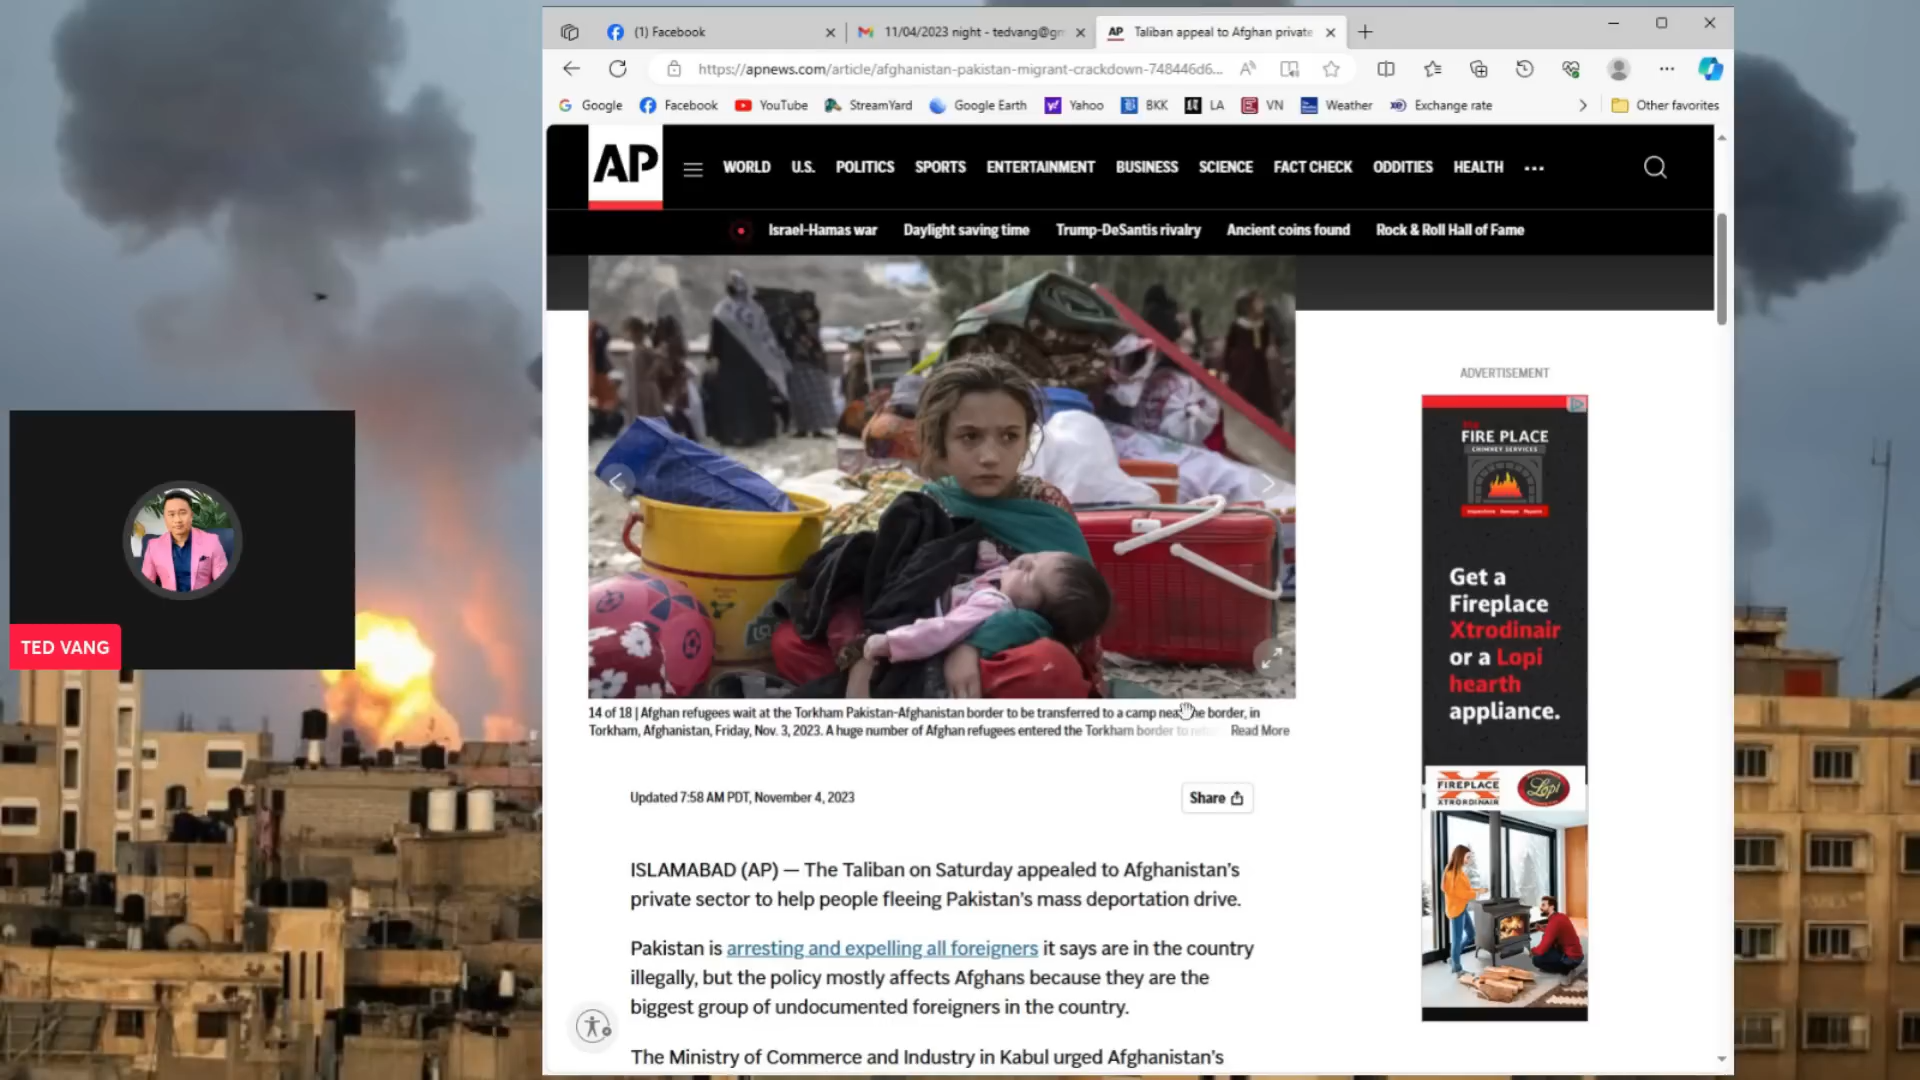 (1) Facebook
11/04/2023 night - tedvang@gm
AP Taliban appeal to Afghan private
https://apnews.com/article/afghanistan-pakistan-migrant-crackdown-748446d6...
Google
Facebook
YouTube
StreamYard
Google Earth
Yahoo
BKK
LA
VN
Weather
Exchange rate
Other favorites
AP
WORLD
U.S.
POLITICS
SPORTS
ENTERTAINMENT
BUSINESS
SCIENCE
FACT CHECK
ODDITIES
HEALTH
Israel-Hamas war
Daylight saving time
Trump-DeSantis rivalry
Ancient coins found
Rock & Roll Hall of Fame
TED VANG
14 of 18 | Afghan refugees wait at the Torkham Pakistan-Afghanistan border to be transferred to a camp near the border, in
Torkham, Afghanistan, Friday, Nov. 3, 2023. A huge number of Afghan refugees entered the Torkham border to Read More
Updated 7:58 AM PDT, November 4, 2023
Share
ISLAMABAD (AP) — The Taliban on Saturday appealed to Afghanistan's
private sector to help people fleeing Pakistan's mass deportation drive.
Pakistan is arresting and expelling all foreigners it says are in the country
illegally, but the policy mostly affects Afghans because they are the
biggest group of undocumented foreigners in the country.
The Ministry of Commerce and Industry in Kabul urged Afghanistan's
ADVERTISEMENT
the
FIRE PLACE
CHIMNEY SERVICES
Get a
Fireplace
Xtrodinair
or a Lopi
hearth
appliance.
FIREPLACE
XTRORDINAIR
Lopi